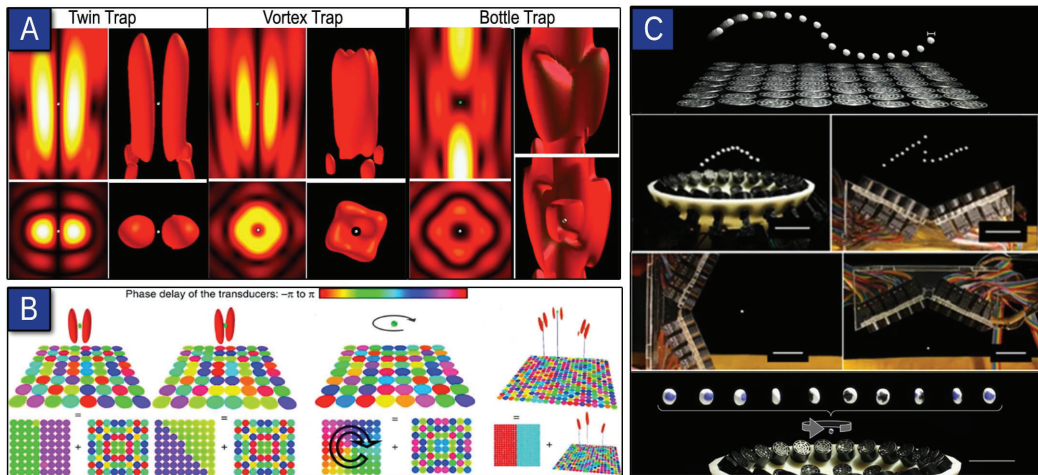 A
Twin Trap
Vortex Trap
Bottle Trap
B
Phase delay of the transducers: −π to π
=
+
=
+
=
+
=
+
C